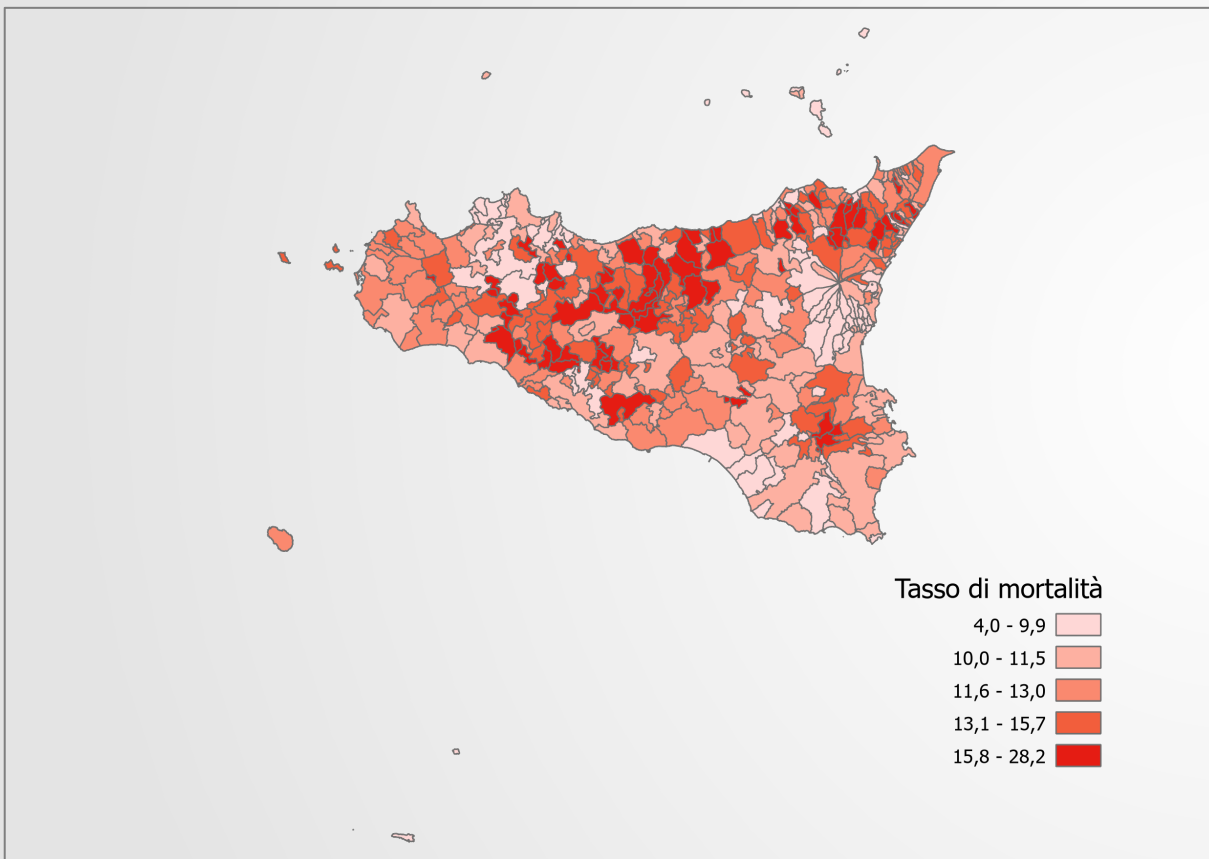 Tasso di mortalità
4,0 - 9,9
10,0 - 11,5
11,6 - 13,0
13,1 - 15,7
15,8 - 28,2